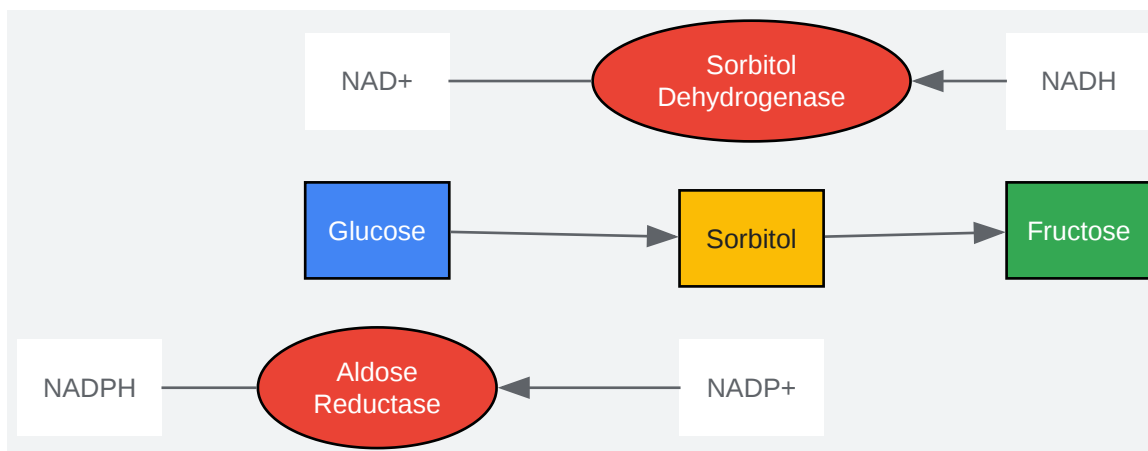 NAD+
Sorbitol
Dehydrogenase
NADH
Glucose
Sorbitol
Fructose
NADPH
Aldose
Reductase
NADP+